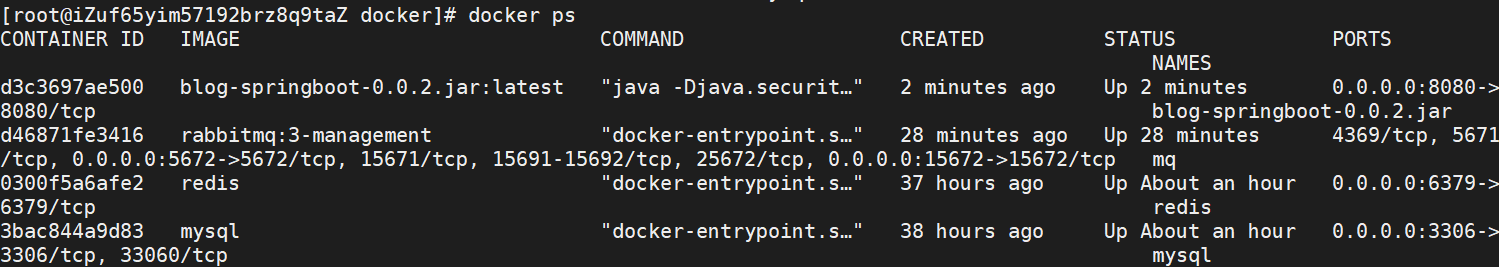 [root@iZuf65yim57192brz8q9taZ docker]# docker ps
CONTAINER ID   IMAGE                              COMMAND                  CREATED          STATUS             PORTS
NAMES
d3c3697ae500   blog-springboot-0.0.2.jar:latest   "java -Djava.securit…"   2 minutes ago    Up 2 minutes       0.0.0.0:8080->
8080/tcp                                                                                        blog-springboot-0.0.2.jar
d46871fe3416   rabbitmq:3-management              "docker-entrypoint.s…"   28 minutes ago   Up 28 minutes      4369/tcp, 5671
/tcp, 0.0.0.0:5672->5672/tcp, 15671/tcp, 15691-15692/tcp, 25672/tcp, 0.0.0.0:15672->15672/tcp   mq
0300f5a6afe2   redis                              "docker-entrypoint.s…"   37 hours ago     Up About an hour   0.0.0.0:6379->
6379/tcp                                                                                        redis
3bac844a9d83   mysql                              "docker-entrypoint.s…"   38 hours ago     Up About an hour   0.0.0.0:3306->
3306/tcp, 33060/tcp                                                                             mysql